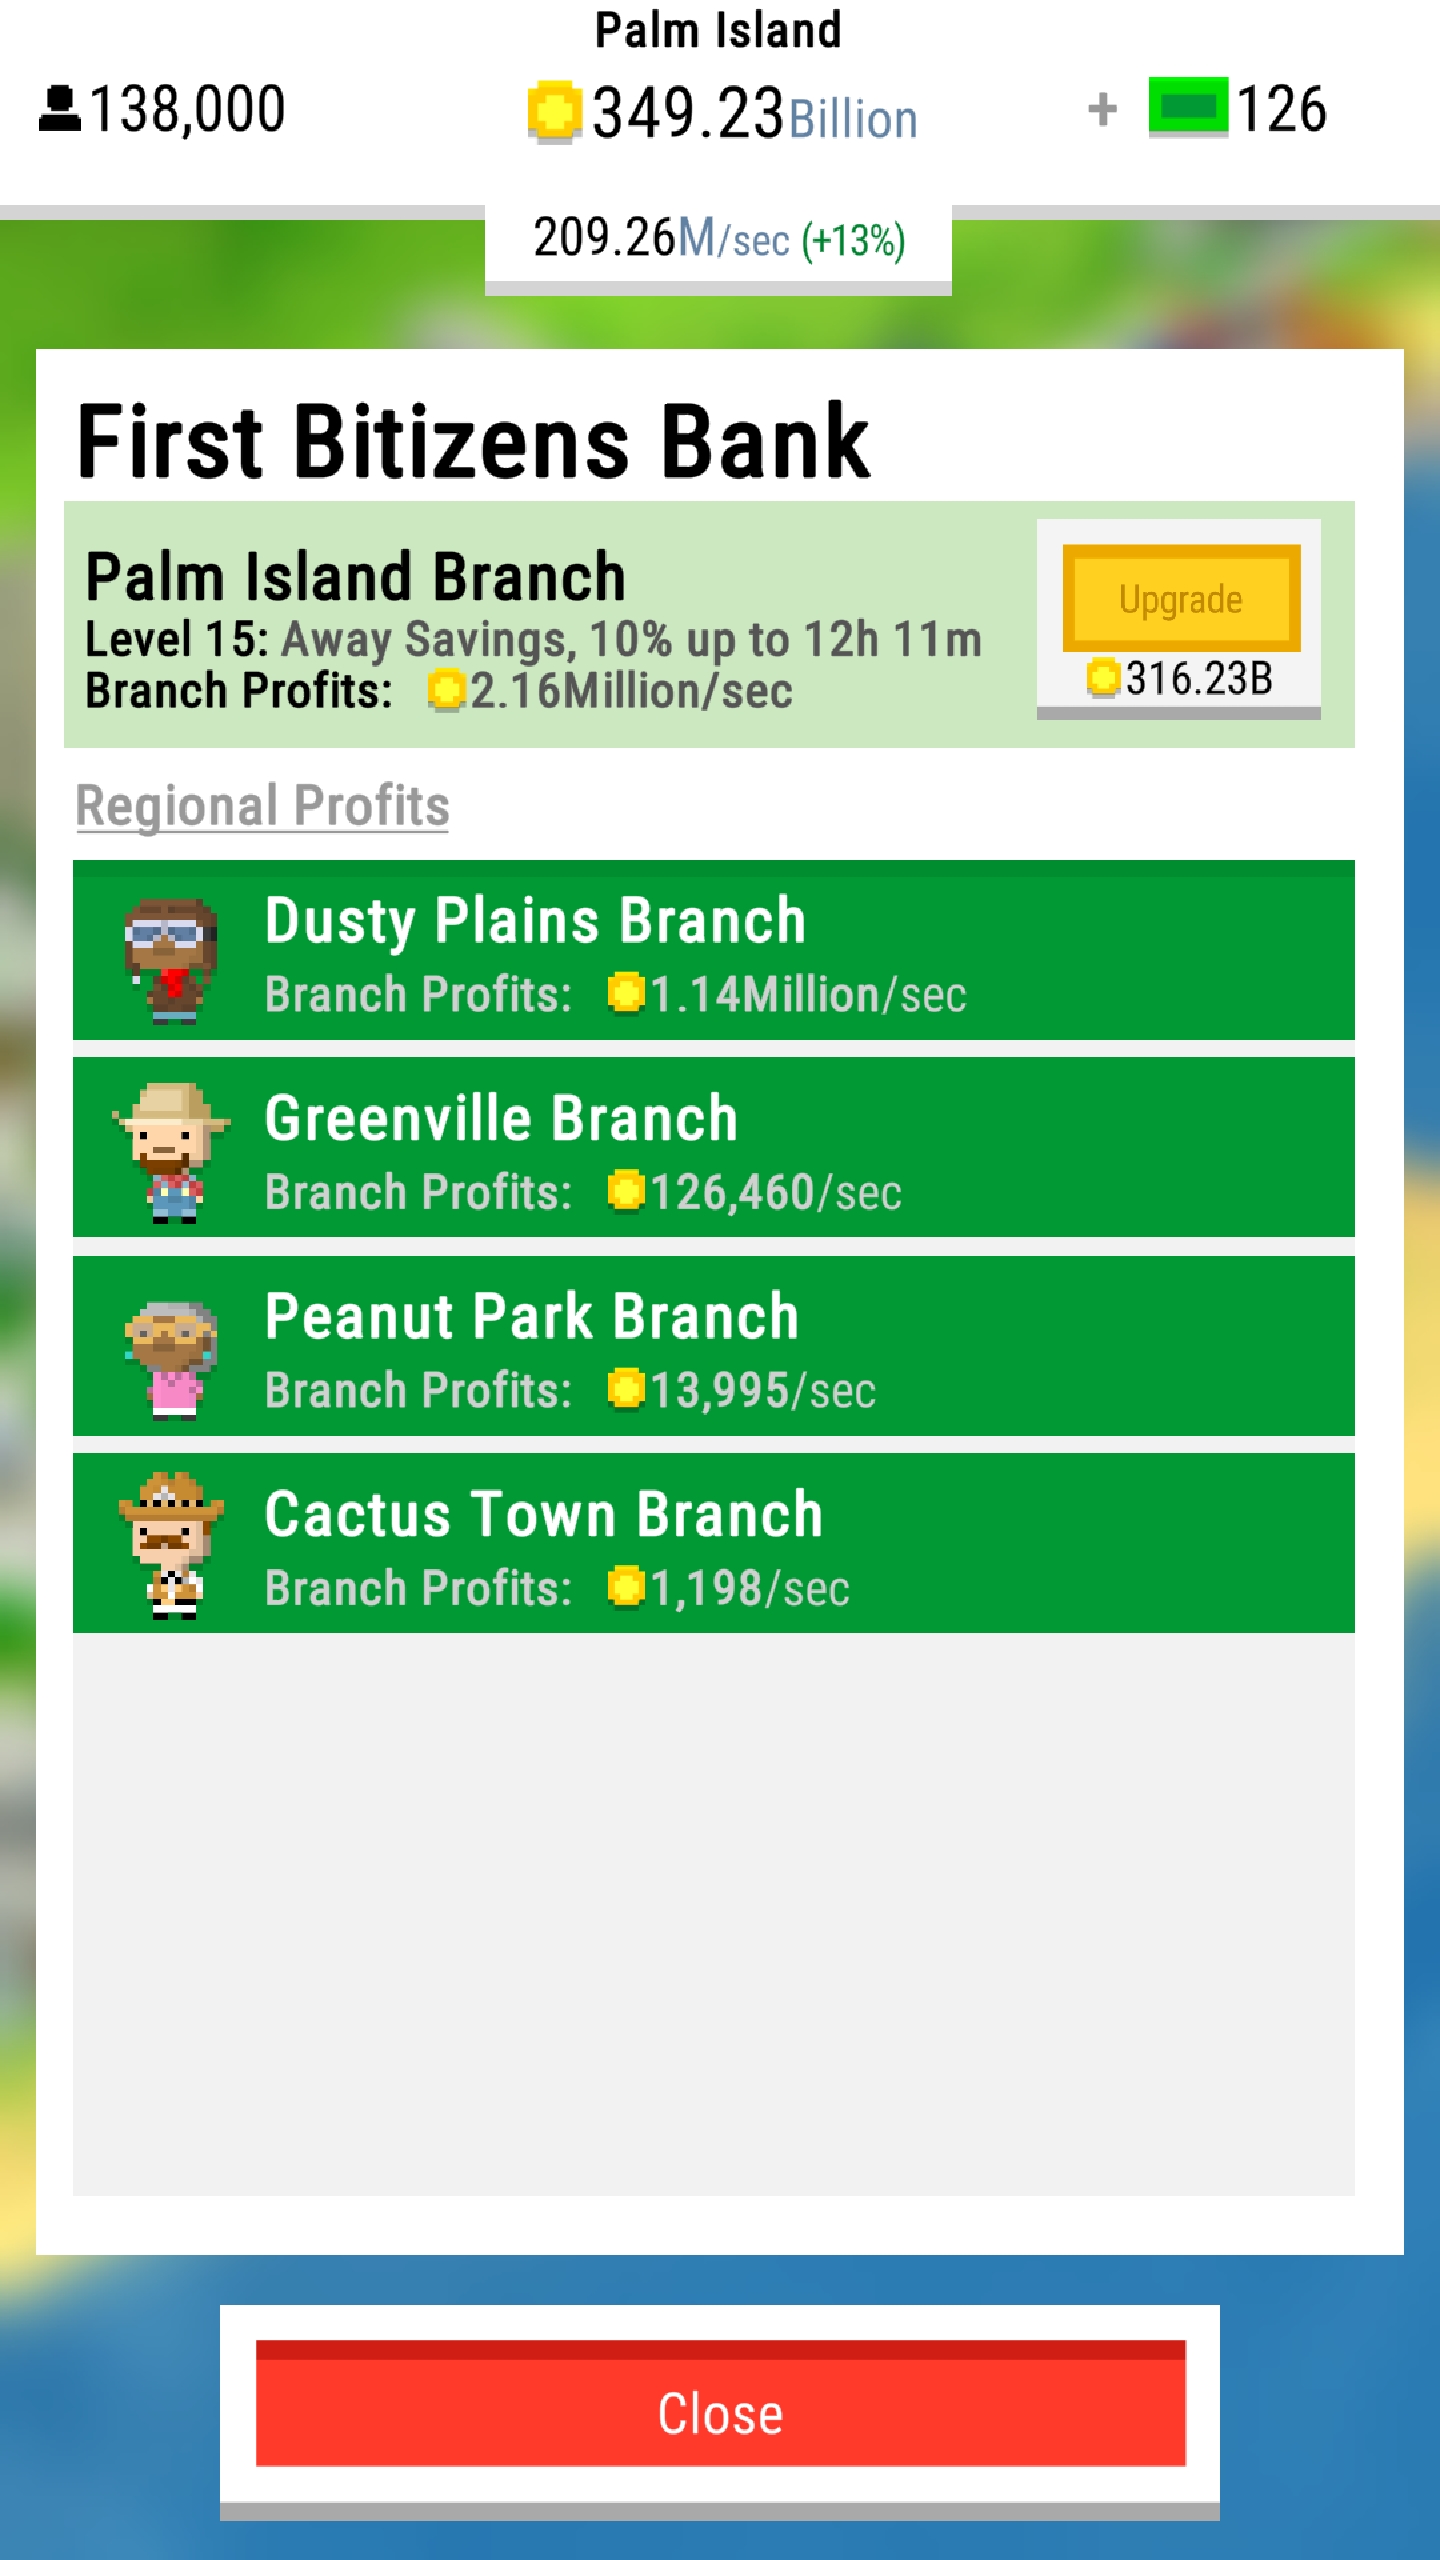 Palm Island
138,000
349.23Billion
+ 126
209.26M/sec (+13%)
First Bitizens Bank
Palm Island Branch
Level 15: Away Savings, 10% up to 12h 11m
Branch Profits: 2.16Million/sec
Upgrade
316.23B
Regional Profits
Dusty Plains Branch
Branch Profits: 1.14Million/sec
Greenville Branch
Branch Profits: 126,460/sec
Peanut Park Branch
Branch Profits: 13,995/sec
Cactus Town Branch
Branch Profits: 1,198/sec
Close